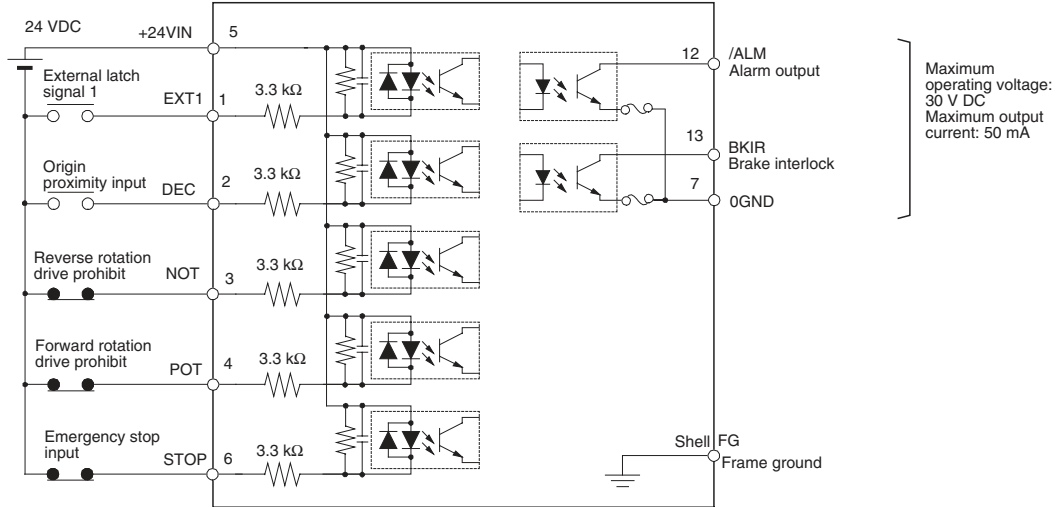 24 VDC
+24VIN
5
External latch
signal 1
EXT1
1
3.3 kΩ
Origin
proximity input
DEC
2
3.3 kΩ
Reverse rotation
drive prohibit
NOT
3
3.3 kΩ
Forward rotation
drive prohibit
POT
4
3.3 kΩ
Emergency stop
input
STOP
6
3.3 kΩ
12
/ALM
Alarm output
13
BKIR
Brake interlock
7
0GND
Maximum
operating voltage:
30 V DC
Maximum output
current: 50 mA
Shell
FG
Frame ground